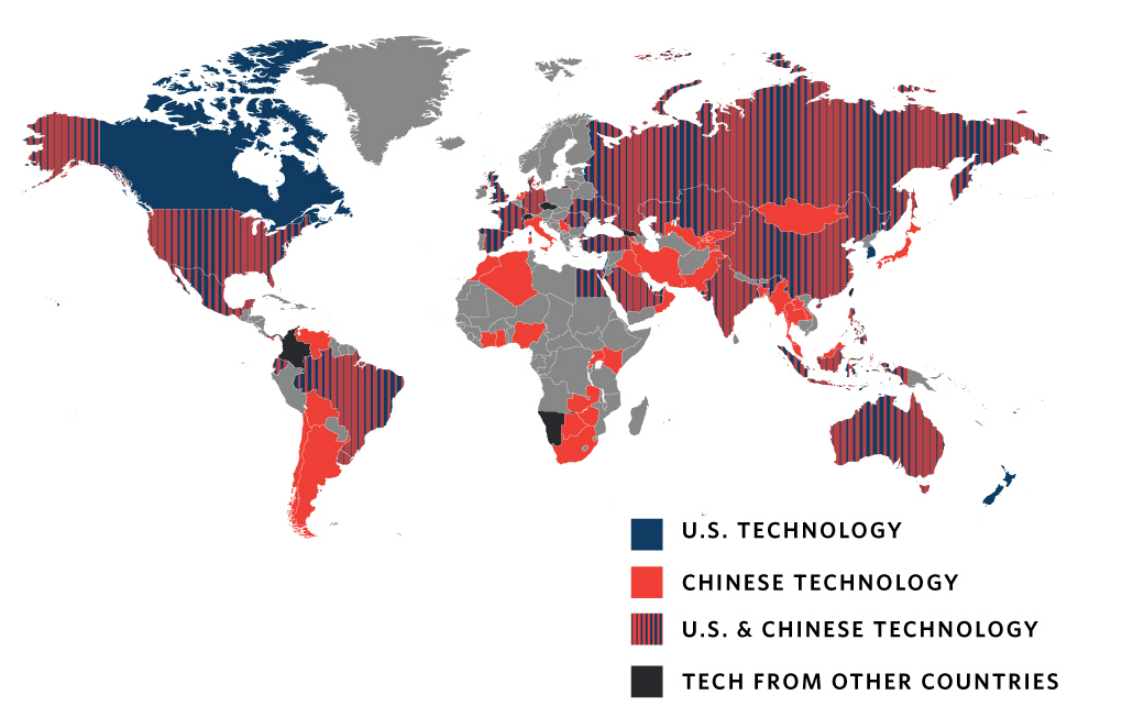 U.S. TECHNOLOGY
CHINESE TECHNOLOGY
U.S. & CHINESE TECHNOLOGY
TECH FROM OTHER COUNTRIES